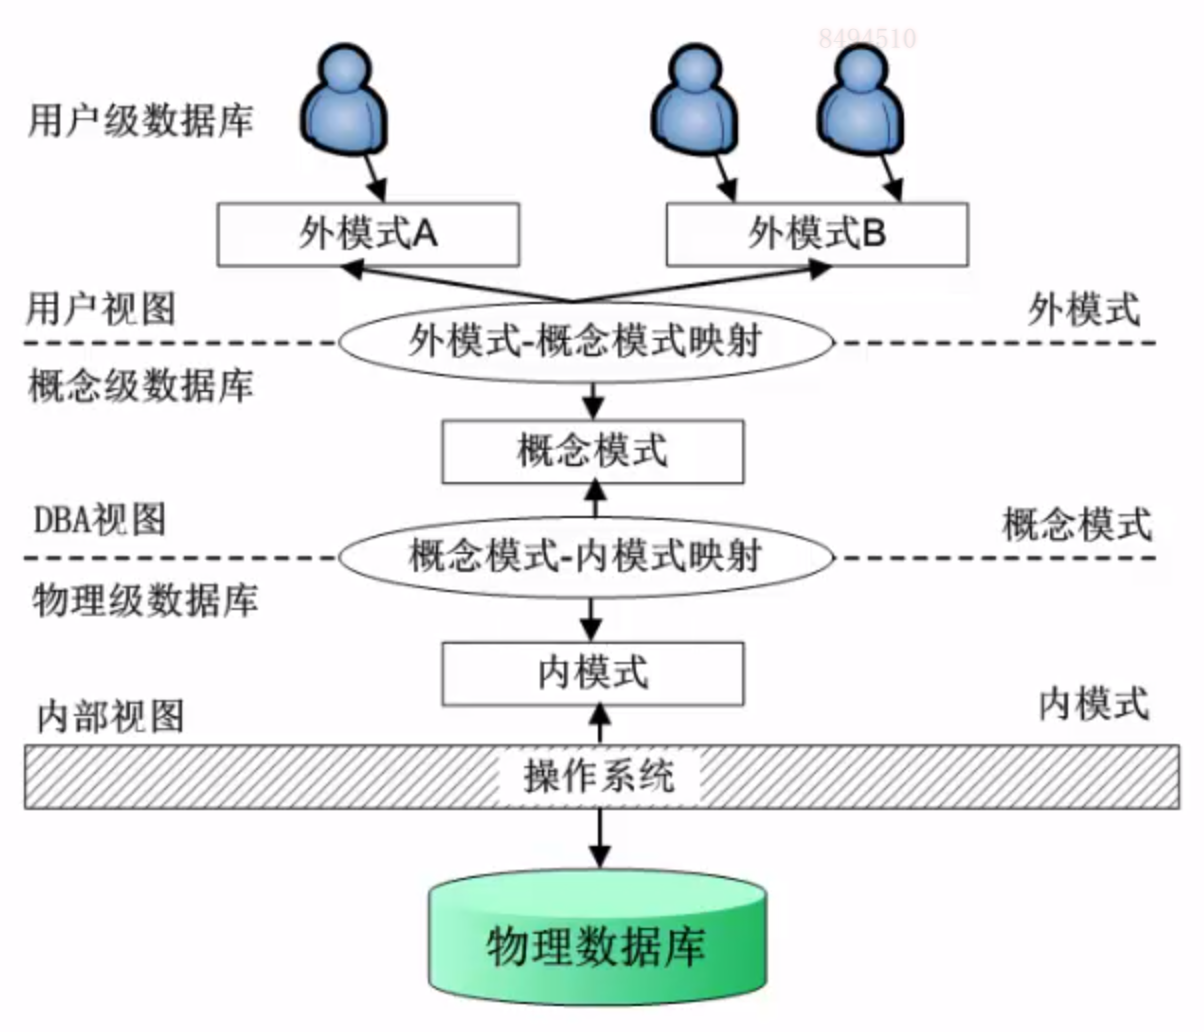 8494510
用户级数据库
外模式A
外模式B
用户视图
外模式
外模式-概念模式映射
概念级数据库
概念模式
DBA视图
概念模式
概念模式-内模式映射
物理级数据库
内模式
内部视图
内模式
操作系统
物理数据库